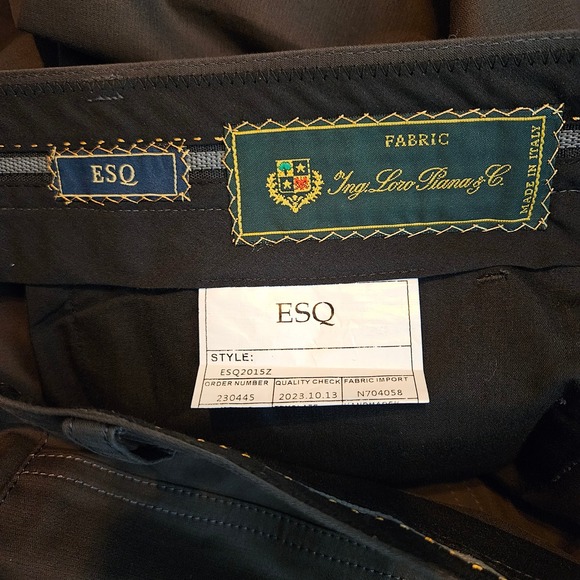 FABRIC
Ing. Loro Piana & C.
MADE IN ITALY
ESQ
ESQ
STYLE:
ESQ2015Z
ORDER NUMBER QUALITY CHECK FABRIC IMPORT
230445 2023.10.13 N704058